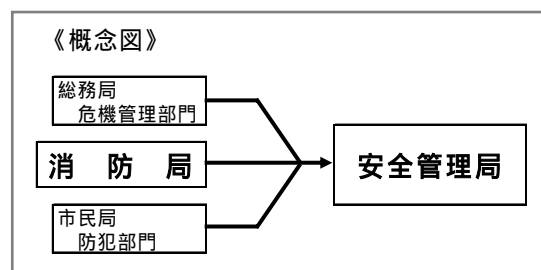 《概念図》
総務局
危機管理部門
消 防 局
安全管理局
市民局
防犯部門